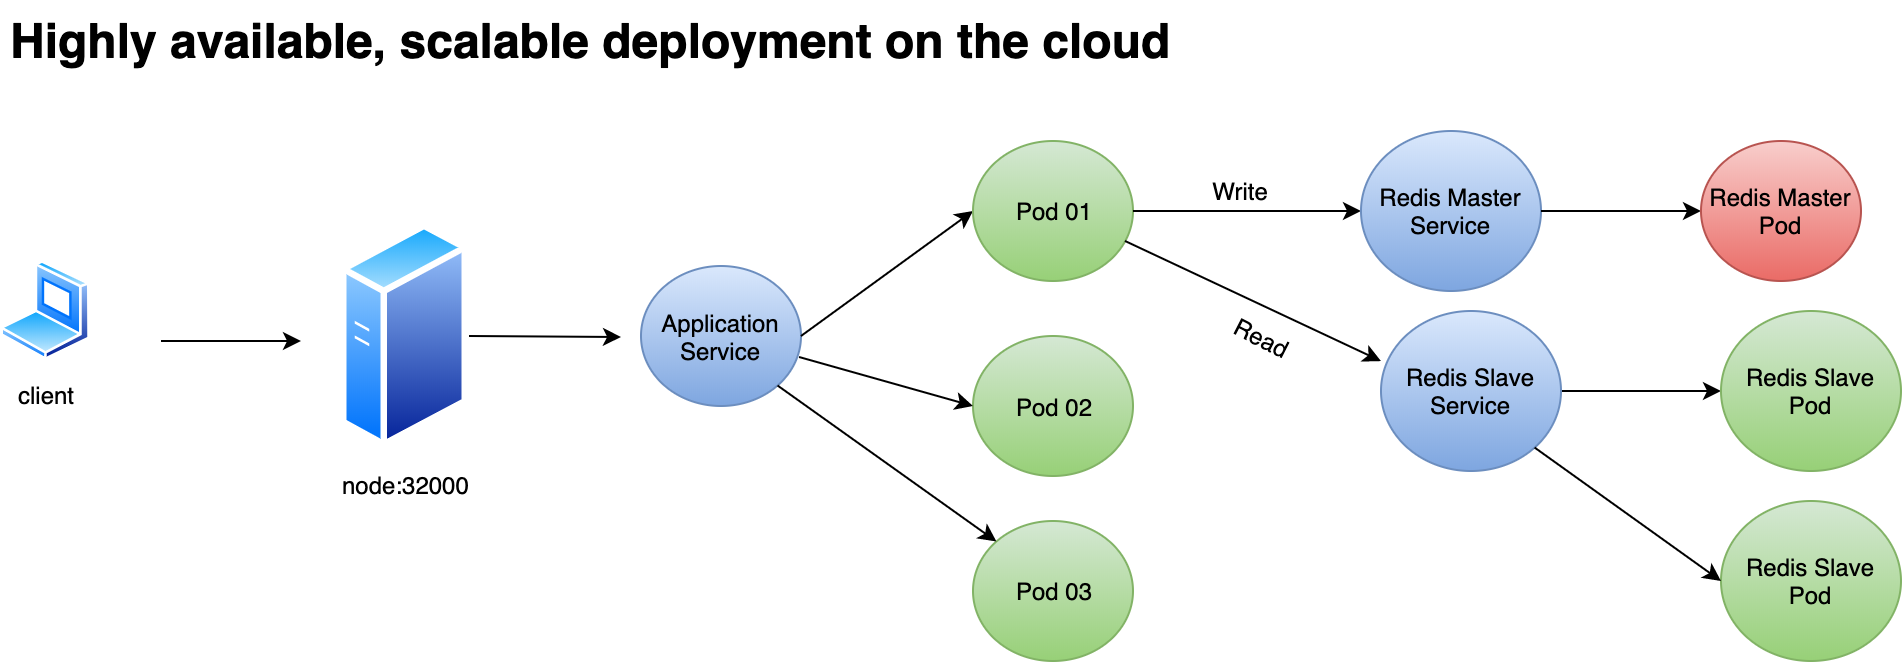 Highly available, scalable deployment on the cloud
client
node:32000
Application
Service
Pod 01
Pod 02
Pod 03
Write
Read
Redis Master
Service
Redis Master
Pod
Redis Slave
Service
Redis Slave
Pod
Redis Slave
Pod